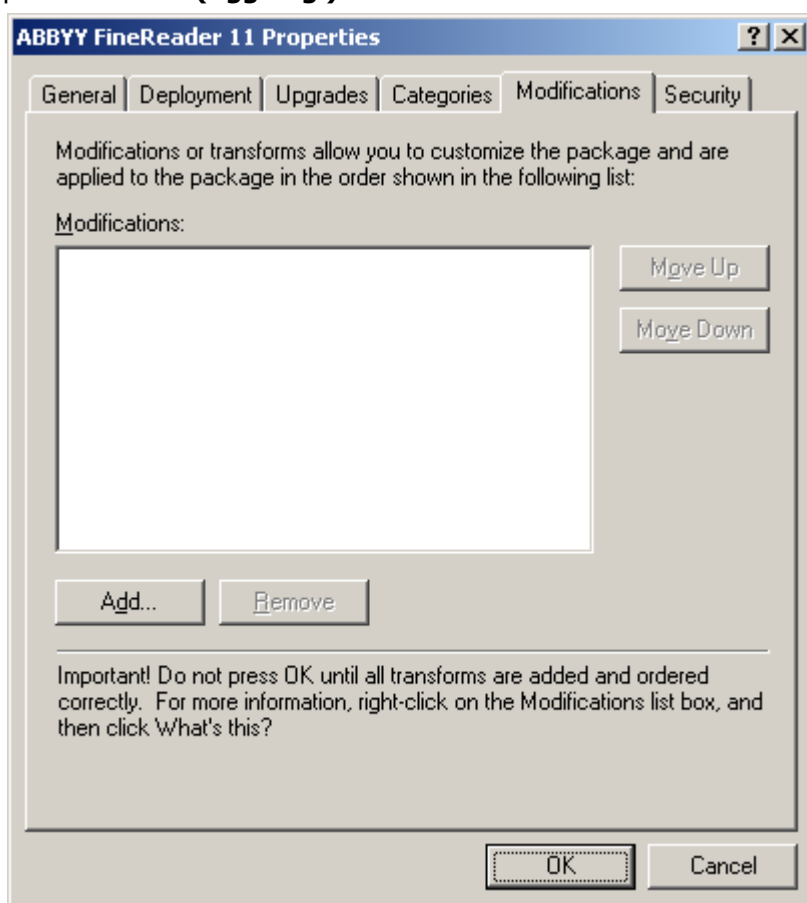 (Aggiungi)
ABBYY FineReader 11 Properties
General Deployment Upgrades Categories Modifications Security
Modifications or transforms allow you to customize the package and are
applied to the package in the order shown in the following list:
Modifications:
Move Up
Move Down
Add... Remove
Important! Do not press OK until all transforms are added and ordered
correctly. For more information, right-click on the Modifications list box, and
then click What's this?
OK Cancel